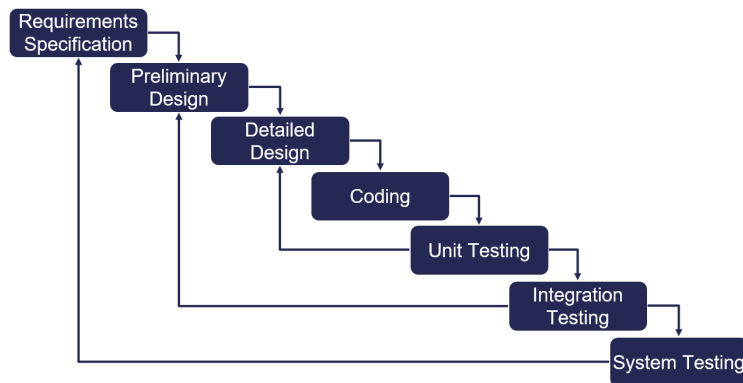 Requirements
Specification
Preliminary
Design
Detailed
Design
Coding
Unit Testing
Integration
Testing
System Testing